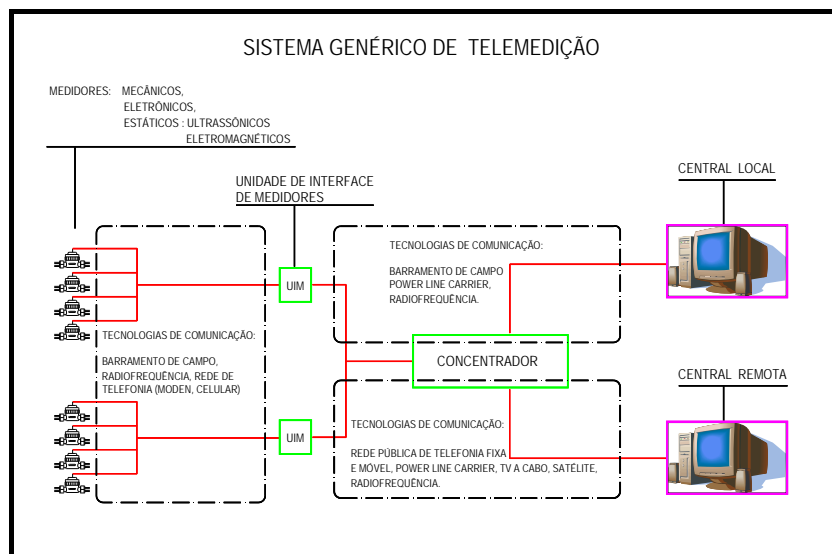 SISTEMA GENÉRICO DE TELEMEDIÇÃO
MEDIDORES: MECÂNICOS,
ELETRÔNICOS,
ESTÁTICOS : ULTRASSÔNICOS
ELETROMAGNÉTICOS
UNIDADE DE INTERFACE
DE MEDIDORES
CENTRAL LOCAL
TECNOLOGIAS DE COMUNICAÇÃO:
BARRAMENTO DE CAMPO
POWER LINE CARRIER,
RADIOFREQUÊNCIA.
UIM
TECNOLOGIAS DE COMUNICAÇÃO:
BARRAMENTO DE CAMPO,
RADIOFREQUÊNCIA, REDE DE
TELEFONIA (MODEN, CELULAR)
CONCENTRADOR
CENTRAL REMOTA
UIM
TECNOLOGIAS DE COMUNICAÇÃO:
REDE PÚBLICA DE TELEFONIA FIXA
E MÓVEL, POWER LINE CARRIER, TV A CABO, SATÉLITE,
RADIOFREQUÊNCIA.